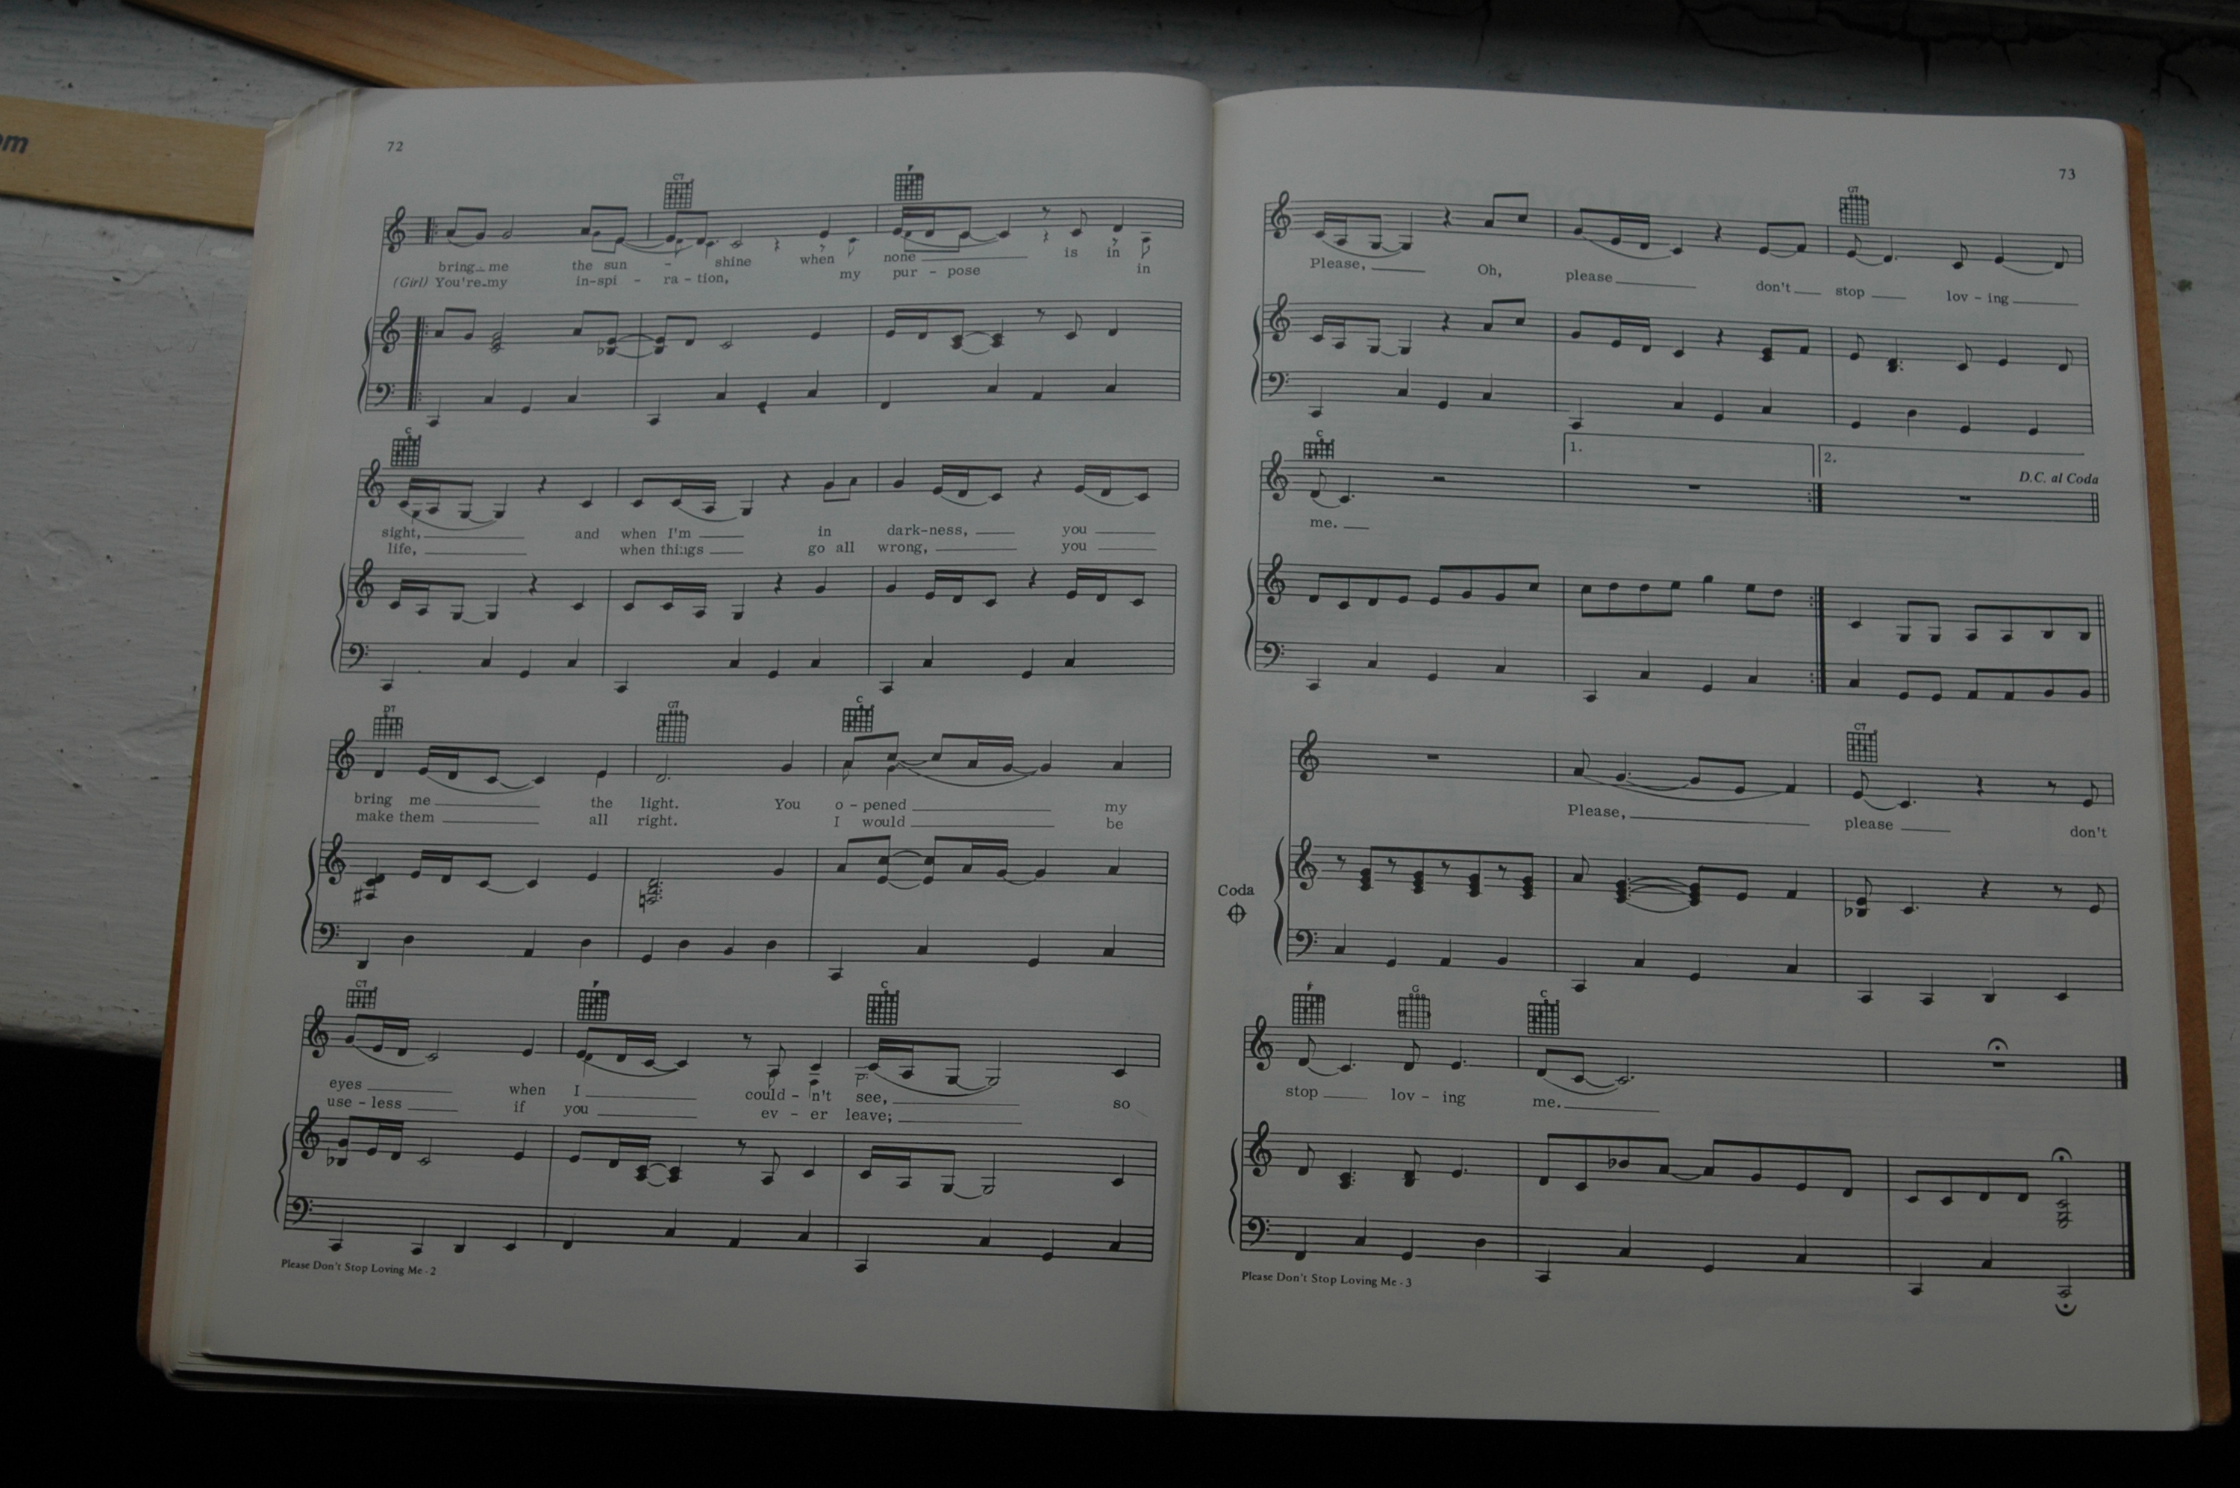 om
72
C7 F
bring me the sun - shine when none is in
(Girl) You're my in-spi - ra - tion, my pur - pose in
C
sight, and when I'm in dark-ness, you
life, when things go all wrong, you
D7 G7 C
bring me the light. You o - pened my
make them all right. I would be
C7 F C
eyes when I could - n't see, so
use - less if you ev - er leave;
Please Don't Stop Loving Me - 2
73
G7
Please, Oh, please don't stop lov - ing
C
1. 2.
D.C. al Coda
me.
C7
Please, please don't
Coda
F G C
stop lov - ing me.
Please Don't Stop Loving Me - 3